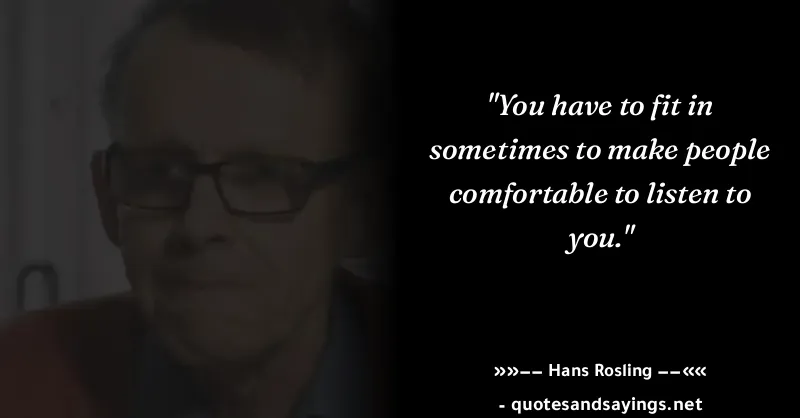 "You have to fit in
sometimes to make people
comfortable to listen to
you."
»»−− Hans Rosling −−««
- quotesandsayings.net